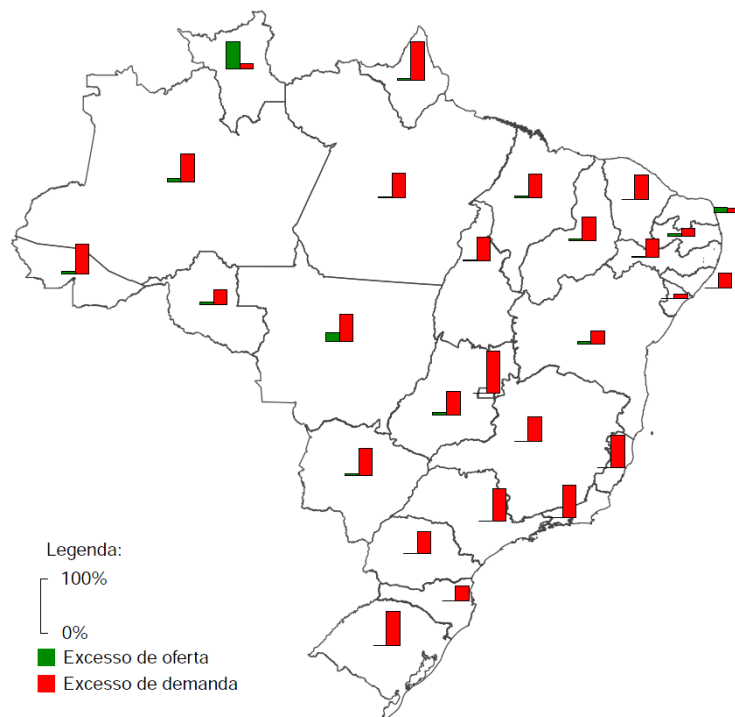 Legenda:
100%
0%
Excesso de oferta
Excesso de demanda